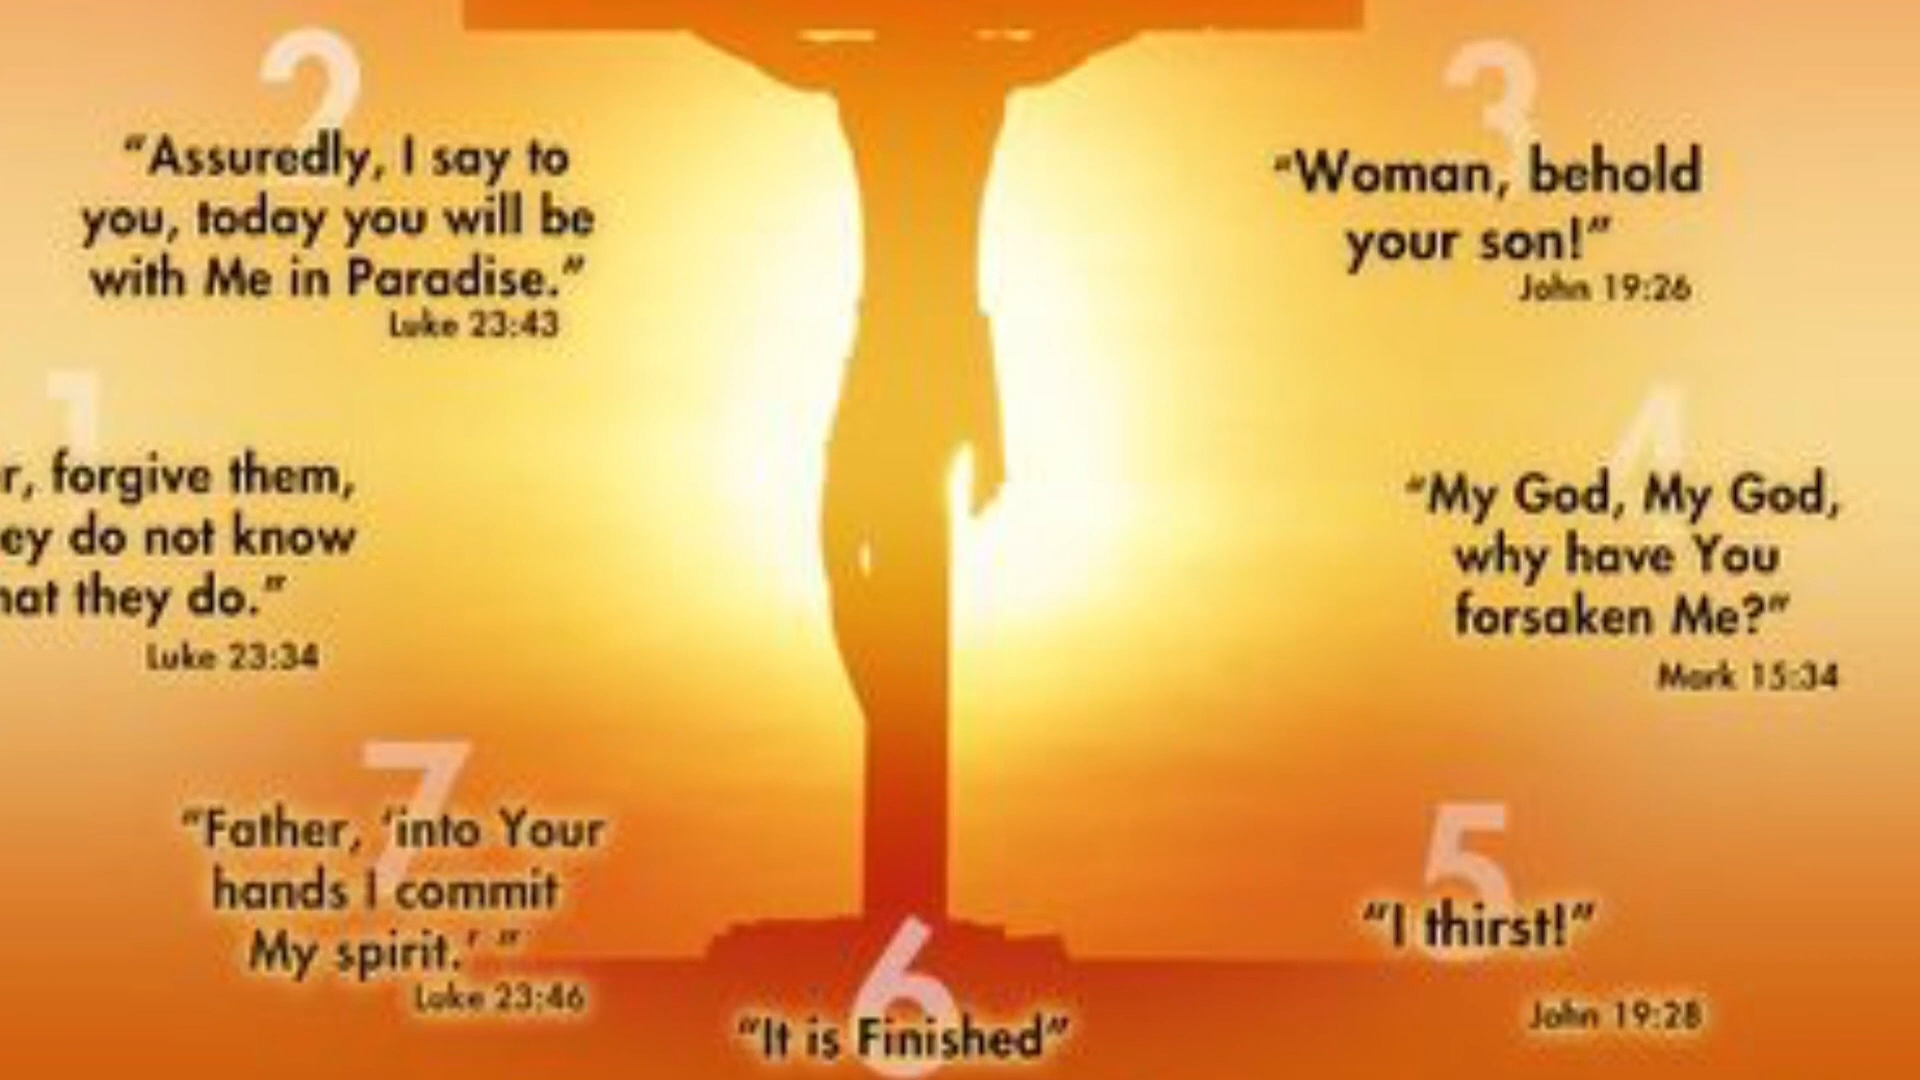 2
“Assuredly, I say to
you, today you will be
with Me in Paradise.”
Luke 23:43
3
“Woman, behold
your son!”
John 19:26
1
r, forgive them,
ey do not know
hat they do.”
Luke 23:34
4
“My God, My God,
why have You
forsaken Me?”
Mark 15:34
7
“Father, ‘into Your
hands I commit
My spirit.’ ”
Luke 23:46
5
“I thirst!”
John 19:28
6
“It is Finished”